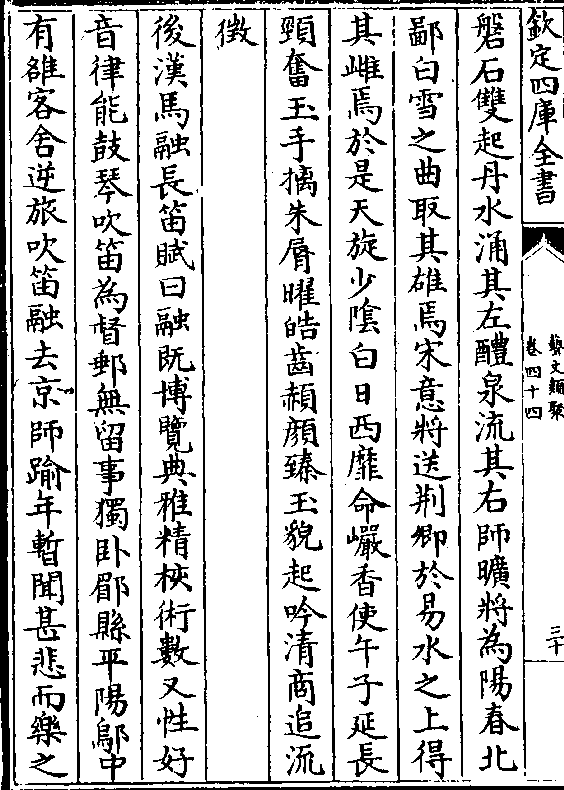 欽定四庫全書
藝文類聚
卷四十四
三十
磐石雙起丹水涌其左醴泉流其右師曠將為陽春北
鄙白雪之曲取其雄焉宋意將送荆卿於易水之上得
其雌焉於是天旋少陰白日西靡命嚴香使午子延長
頸奮玉手摛朱脣曜皓齒赬顔臻玉貌起吟清商追流
徴
後漢馬融長笛賦曰融既博覽典雅精核術數又性好
音律能鼓琴吹笛為督郵無留事獨卧郿縣平陽鄔中
有雒客舍逆旅吹笛融去京師踰年暫聞甚悲而樂之